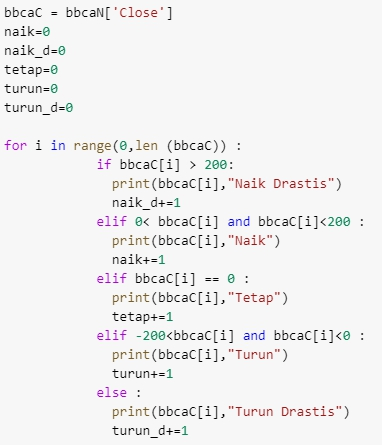 bbcaC = bbcaN['Close']
naik=0
naik_d=0
tetap=0
turun=0
turun_d=0
for i in range(0,len (bbcaC)) :
if bbcaC[i] > 200:
print(bbcaC[i],"Naik Drastis")
naik_d+=1
elif 0< bbcaC[i] and bbcaC[i]<200 :
print(bbcaC[i],"Naik")
naik+=1
elif bbcaC[i] == 0 :
print(bbcaC[i],"Tetap")
tetap+=1
elif -200<bbcaC[i] and bbcaC[i]<0 :
print(bbcaC[i],"Turun")
turun+=1
else :
print(bbcaC[i],"Turun Drastis")
turun_d+=1